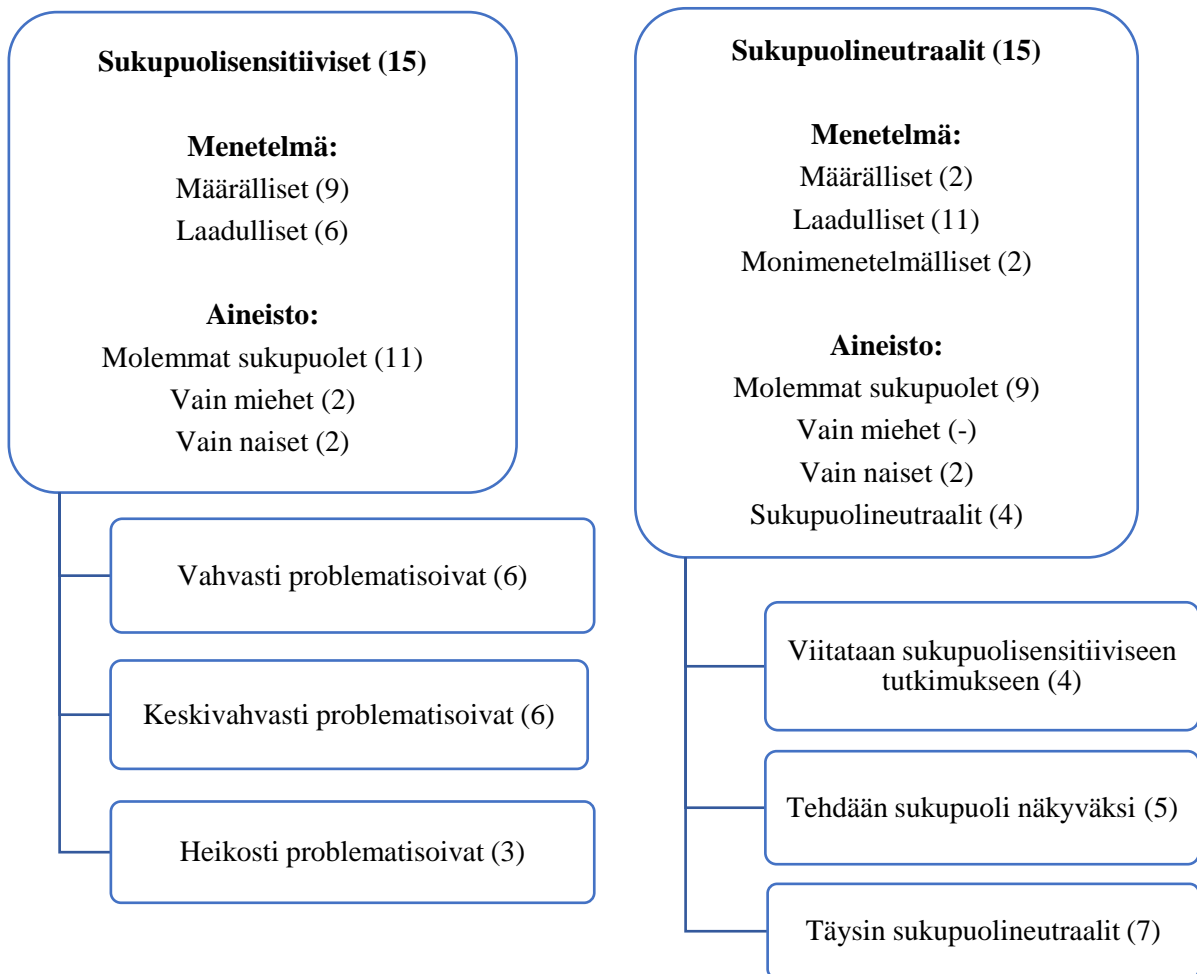 Sukupuolisensitiiviset (15)
Menetelmä:
Määrälliset (9)
Laadulliset (6)
Aineisto:
Molemmat sukupuolet (11)
Vain miehet (2)
Vain naiset (2)
Vahvasti problematisoivat (6)
Keskivahvasti problematisoivat (6)
Heikosti problematisoivat (3)
Sukupuolineutraalit (15)
Menetelmä:
Määrälliset (2)
Laadulliset (11)
Monimenetelmälliset (2)
Aineisto:
Molemmat sukupuolet (9)
Vain miehet (-)
Vain naiset (2)
Sukupuolineutraalit (4)
Viitataan sukupuolisensitiiviseen
tutkimukseen (4)
Tehdään sukupuoli näkyväksi (5)
Täysin sukupuolineutraalit (7)